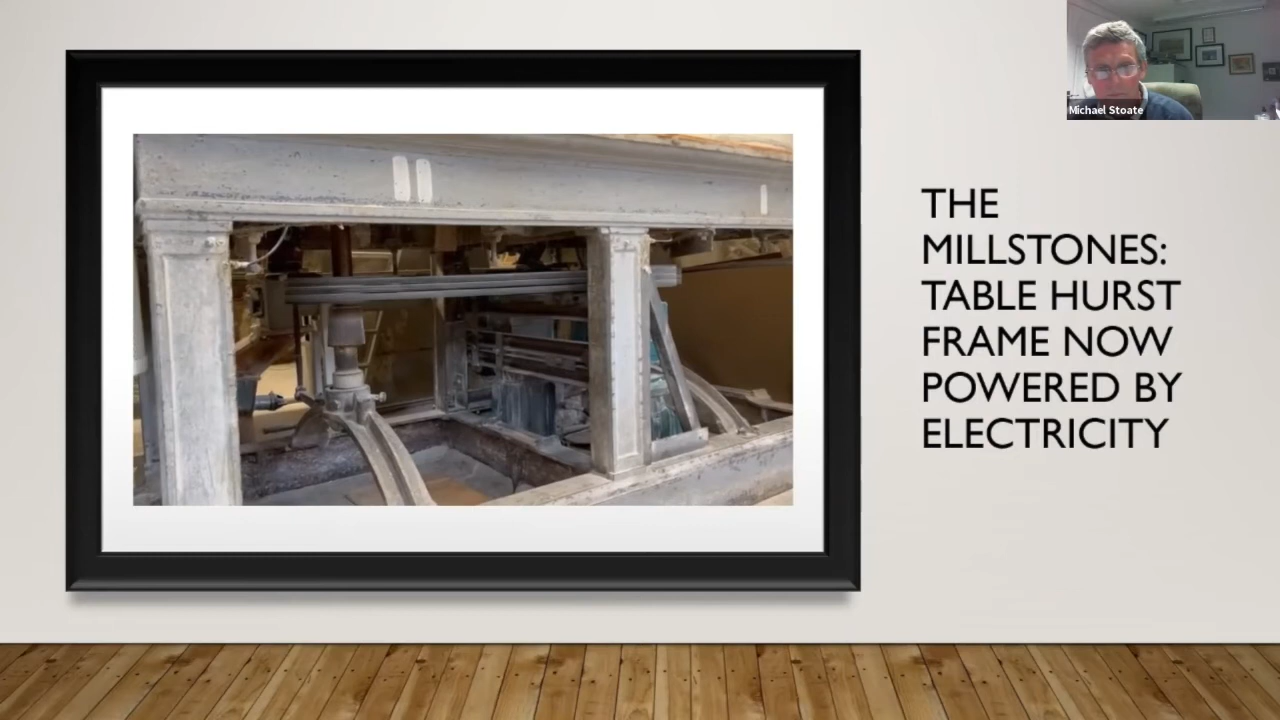 Michael Stoate
THE
MILLSTONES:
TABLE HURST
FRAME NOW
POWERED BY
ELECTRICITY